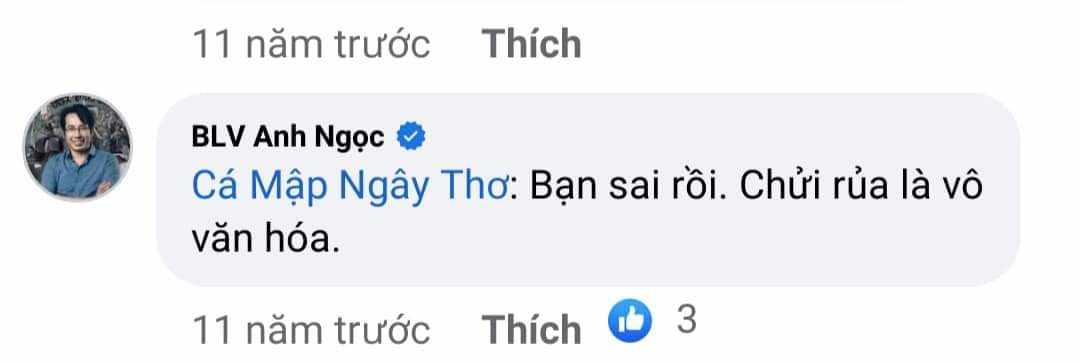 11 năm trước Thích
BLV Anh Ngọc
Cá Mập Ngây Thơ: Bạn sai rồi. Chửi rủa là vô
văn hóa.
11 năm trước Thích 3